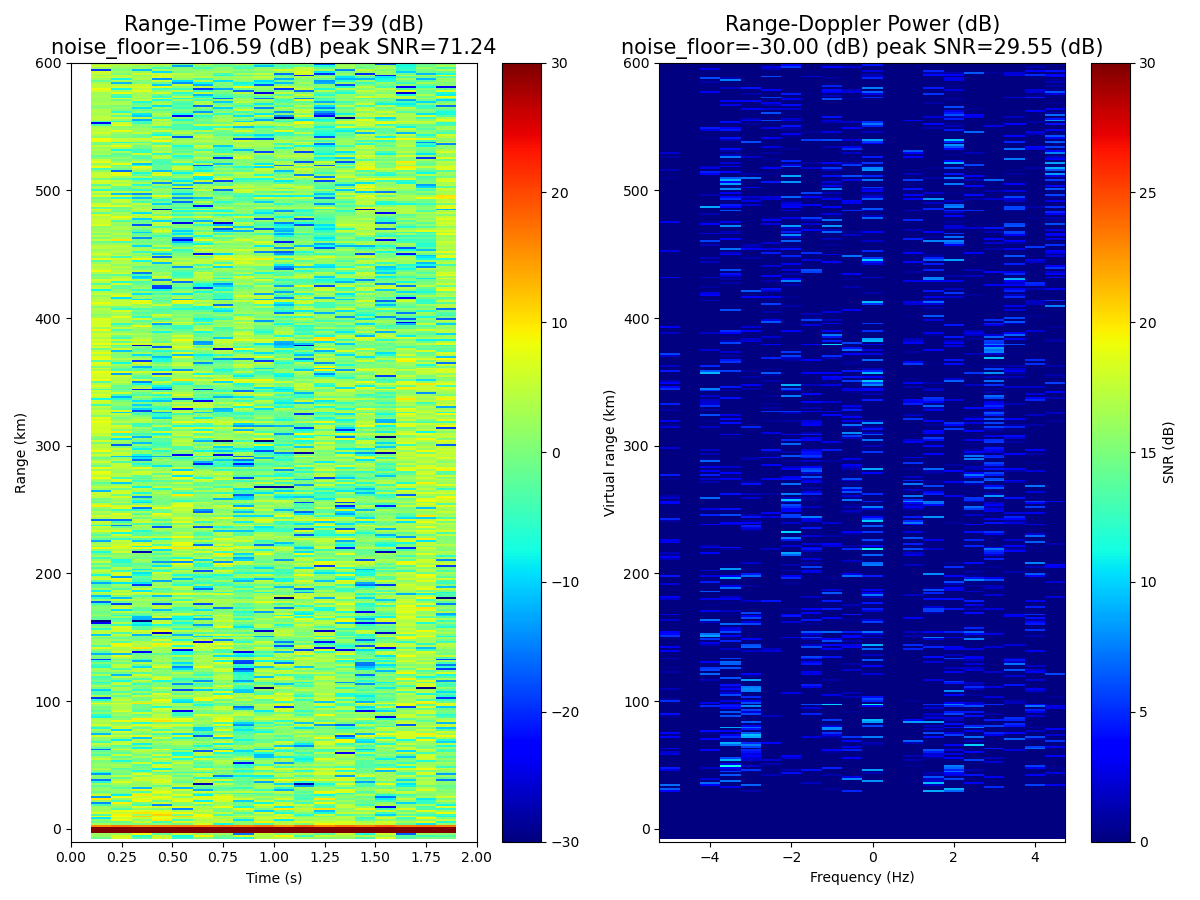 Range-Time Power f=39 (dB)
noise_floor=-106.59 (dB) peak SNR=71.24
Range (km)
600
500
400
300
200
100
0
0.00 0.25 0.50 0.75 1.00 1.25 1.50 1.75 2.00
Time (s)
30
20
10
0
−10
−20
−30
Range-Doppler Power (dB)
noise_floor=-30.00 (dB) peak SNR=29.55 (dB)
Virtual range (km)
600
500
400
300
200
100
0
−4 −2 0 2 4
Frequency (Hz)
30
25
20
15
10
5
0
SNR (dB)